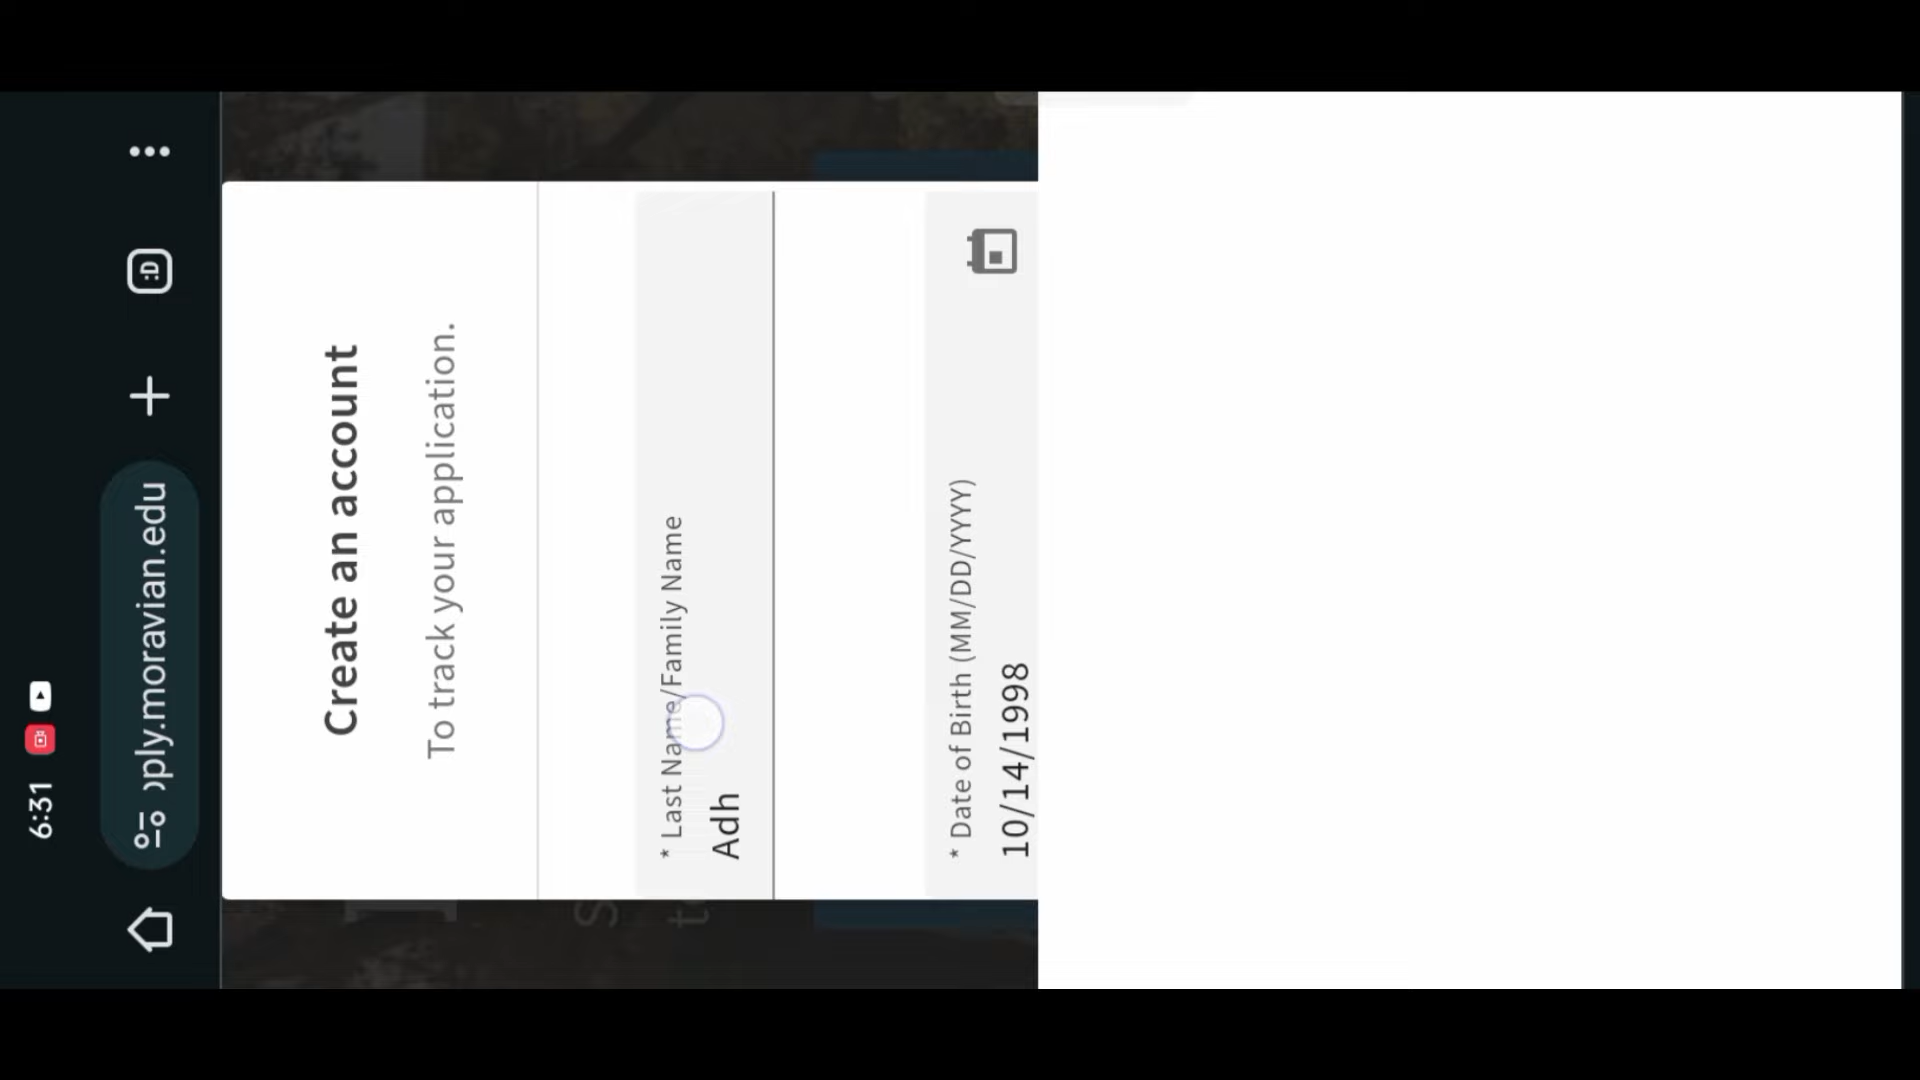 6:31
pply.moravian.edu
:D
Create an account
To track your application.
* Last Name/Family Name
Adh
* Date of Birth (MM/DD/YYYY)
10/14/1998